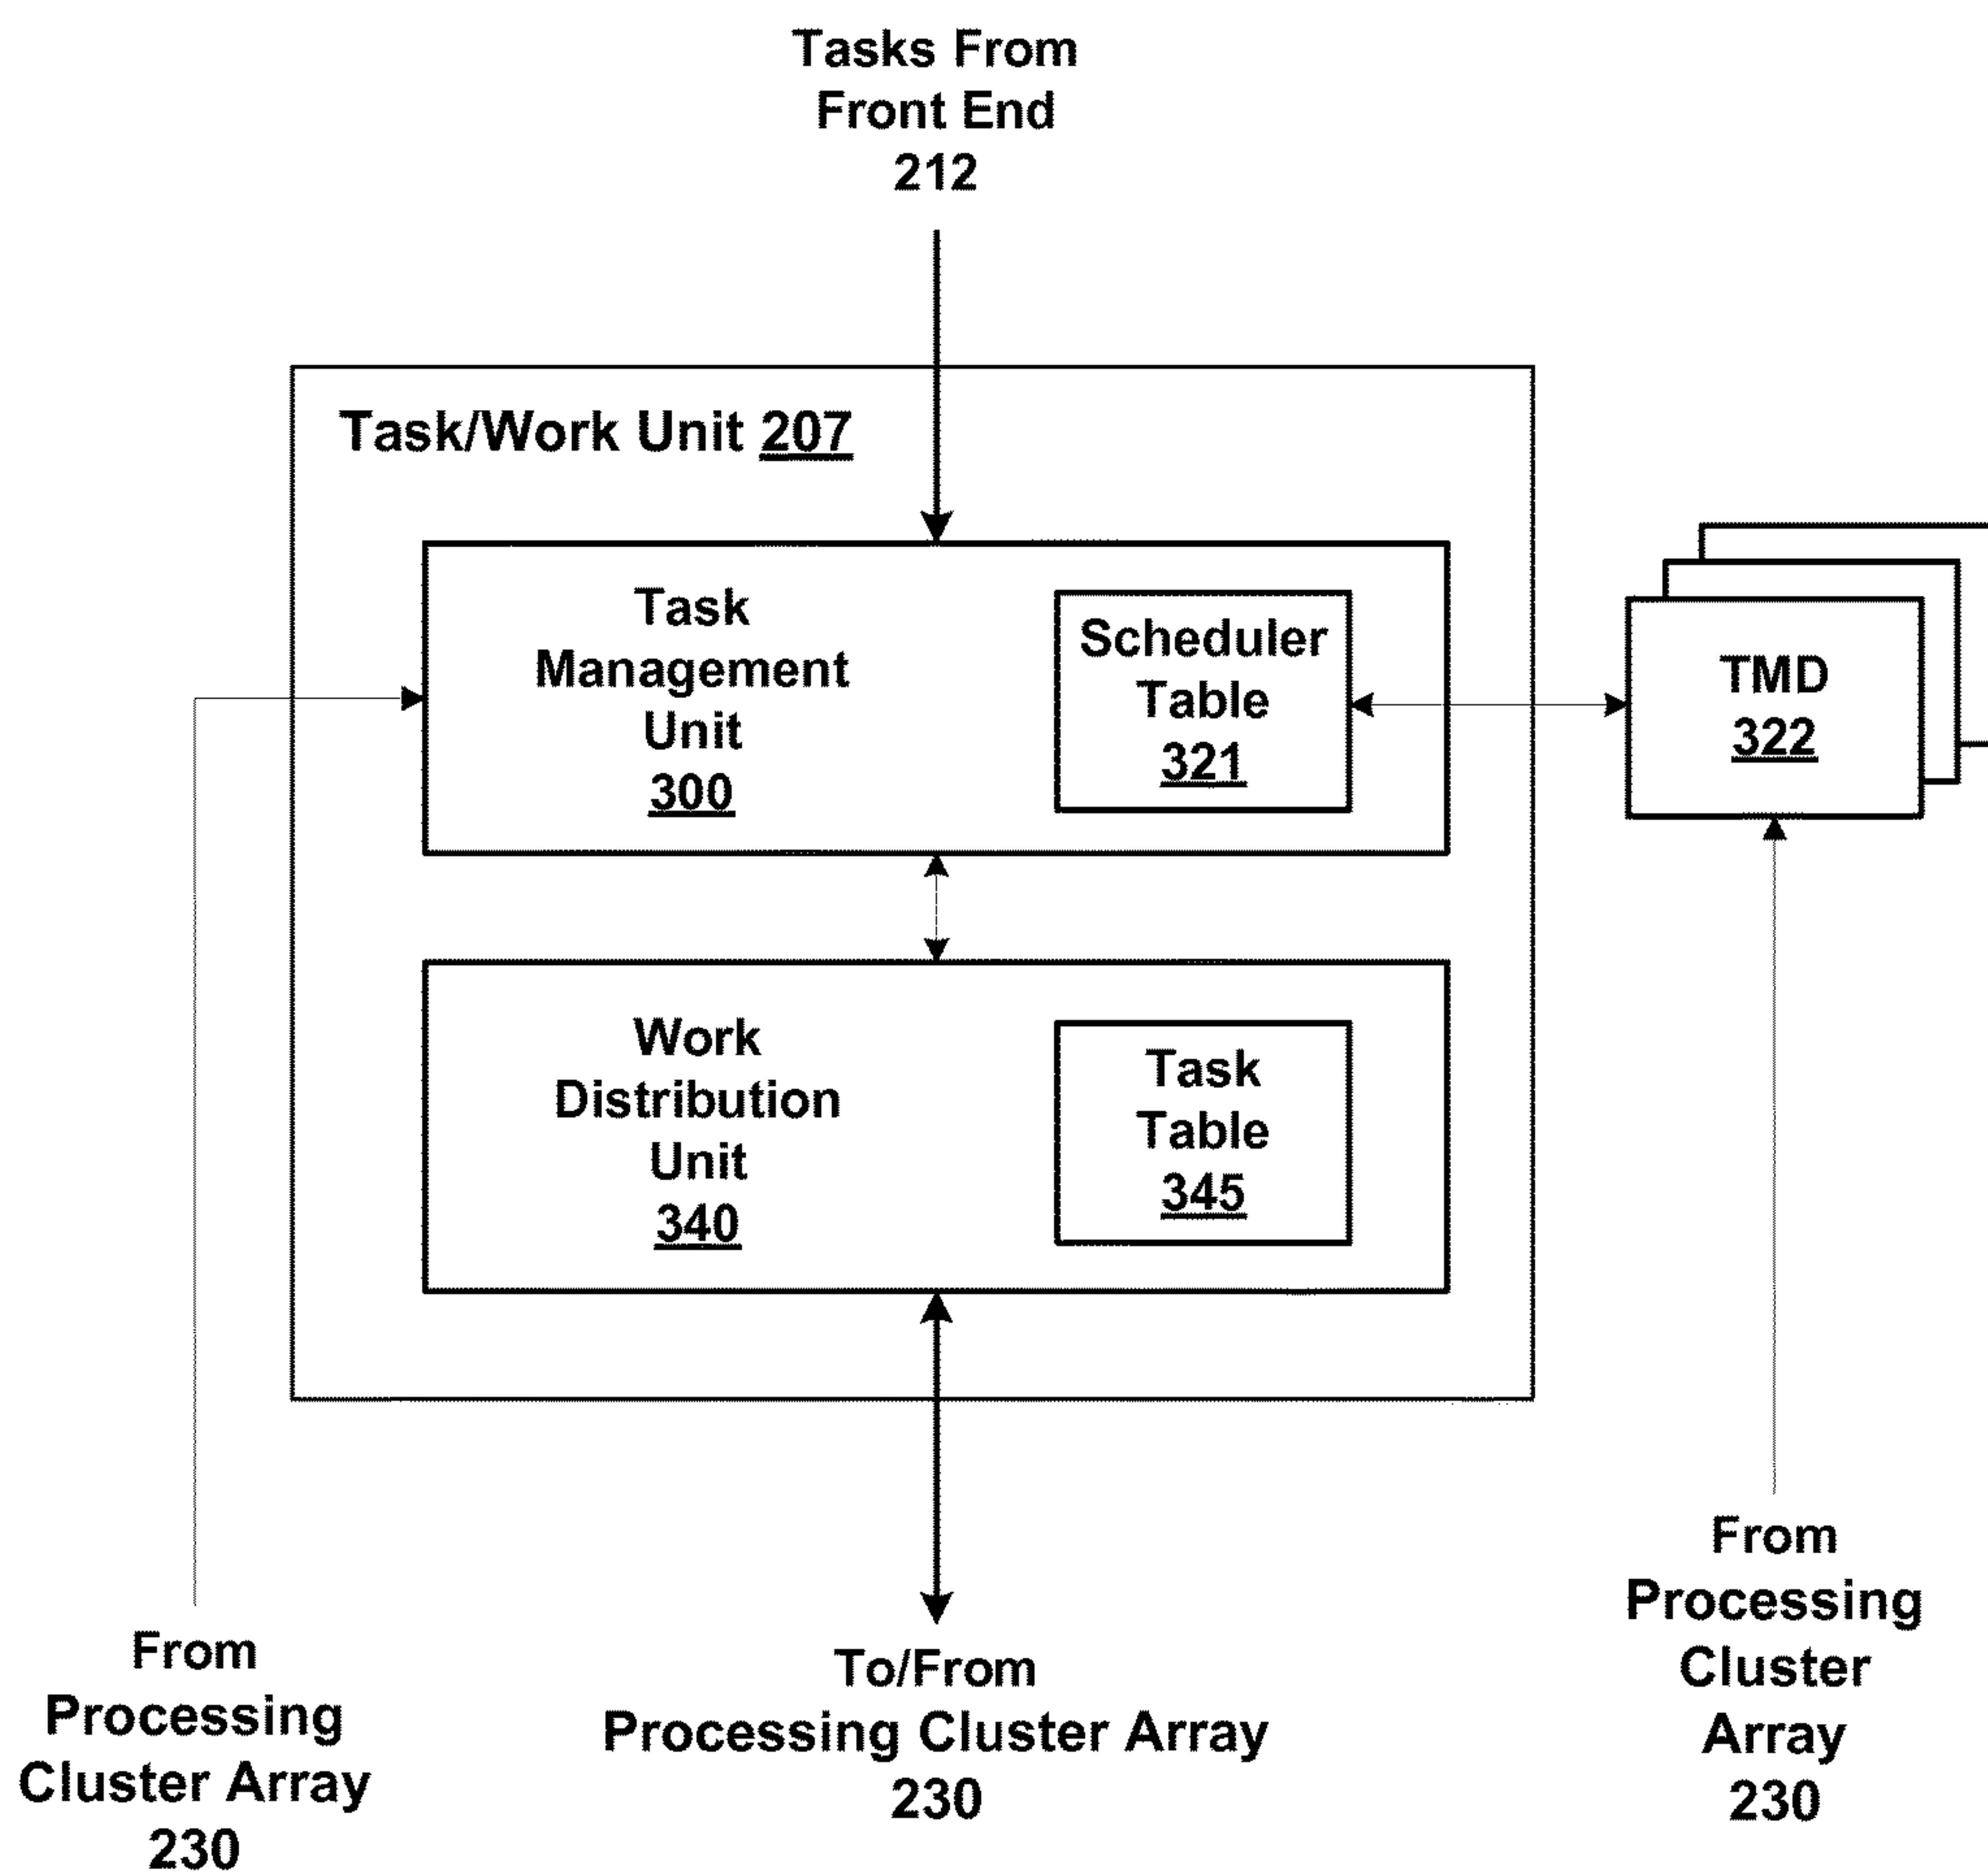 Tasks From
Front End
212
Task/Work Unit 207
Task
Management
Unit
300
Scheduler
Table
321
TMD
322
Work
Distribution
Unit
340
Task
Table
345
From
Processing
Cluster Array
230
To/From
Processing Cluster Array
230
From
Processing
Cluster
Array
230